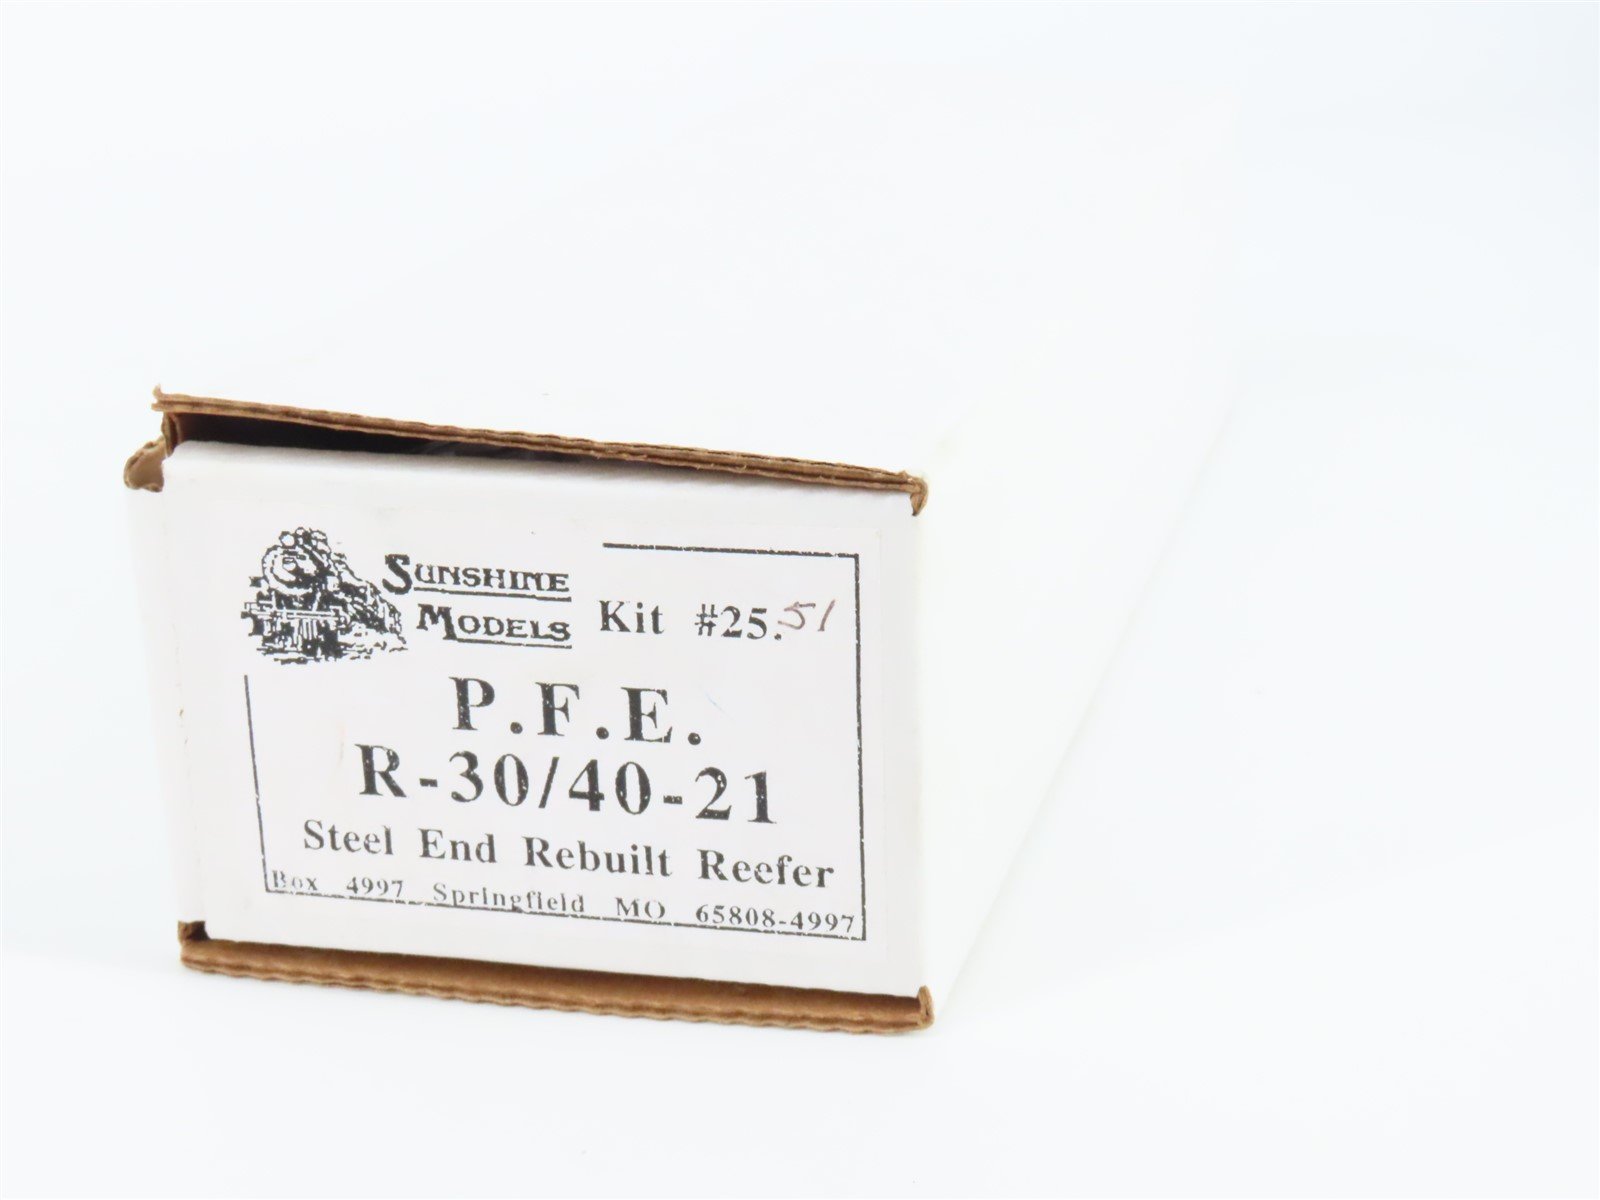 SUNSHINE
MODELS
Kit #25.51
P.F.E.
R-30/40-21
Steel End Rebuilt Reefer
Box 4997 Springfield MO 65808-4997